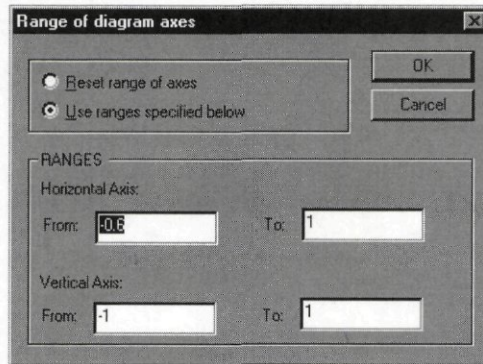 Range of diagram axes
Reset range of axes
Use ranges specified below
OK
Cancel
RANGES
Horizontal Axis:
From: -0.6 To: 1
Vertical Axis:
From: -1 To: 1